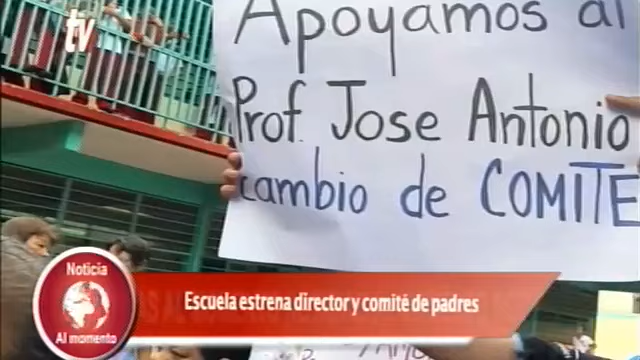 tv
Apoyamos al
Prof. Jose Antonio
cambio de COMITE
Noticia
Al momento
Escuela estrena director y comité de padres